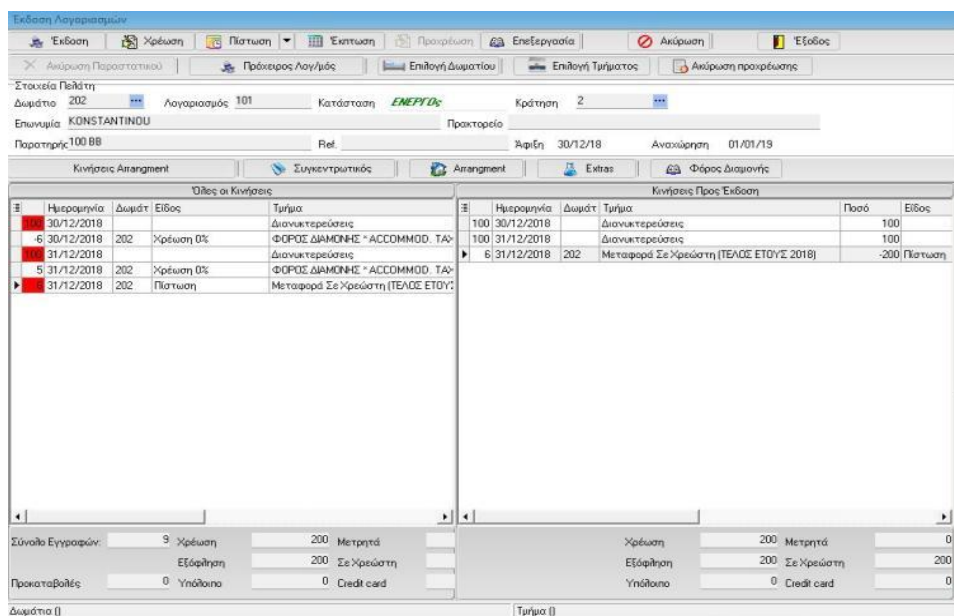 Έκδοση Λογαριασμών
Έκδοση Χρέωση Πίστωση Έκπτωση Προχρέωση Επεξεργασία Ακύρωση Έξοδος
Ακύρωση Παραστατικού Πρόχειρος Λογ/μός Επιλογή Δωματίου Επιλογή Τμήματος Ακύρωση προχρέωσης
Στοιχεία Πελάτη
Δωμάτιο 202 Λογαριασμός 101 Κατάσταση ΕΝΕΡΓΟς Κράτηση 2
Επωνυμία KONSTANTINOU Πρακτορείο
Παρατηρής 100 BB Ref. Άφιξη 30/12/18 Αναχώρηση 01/01/19
Κινήσεις Arrangment Συγκεντρωτικός Arrangment Extras Φόρος Διαμονής
Όλες οι Κινήσεις Κινήσεις Προς Έκδοση
Ημερομηνία Δωμάτ Είδος Τμήμα Ημερομηνία Δωμάτ Τμήμα Ποσό Είδος
100 30/12/2018 Διανυκτερεύσεις 100 30/12/2018 Διανυκτερεύσεις 100
-6 30/12/2018 202 Χρέωση 0% ΦΟΡΟΣ ΔΙΑΜΟΝΗΣ * ACCOMMOD. TAX 100 31/12/2018 Διανυκτερεύσεις 100
100 31/12/2018 Διανυκτερεύσεις 6 31/12/2018 202 Μεταφορά Σε Χρεώστη (ΤΕΛΟΣ ΕΤΟΥΣ 2018) -200 Πίστωση
5 31/12/2018 202 Χρέωση 0% ΦΟΡΟΣ ΔΙΑΜΟΝΗΣ * ACCOMMOD. TAX
6 31/12/2018 202 Πίστωση Μεταφορά Σε Χρεώστη (ΤΕΛΟΣ ΕΤΟΥΣ
Σύνολο Εγγραφών: 9 Χρέωση 200 Μετρητά Χρέωση 200 Μετρητά 0
Εξόφληση 200 Σε Χρεώστη Εξόφληση 200 Σε Χρεώστη 200
Προκαταβολές 0 Υπόλοιπο 0 Credit card Υπόλοιπο 0 Credit card 0
Δωμάτια () Τμήμα ()